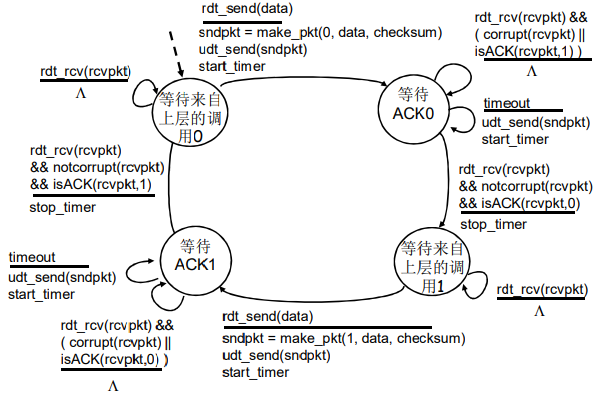 rdt_send(data)
sndpkt = make_pkt(0, data, checksum)
udt_send(sndpkt)
start_timer
rdt_rcv(rcvpkt) &&
( corrupt(rcvpkt) ||
isACK(rcvpkt,1) )
Λ
rdt_rcv(rcvpkt)
Λ
等待来自
上层的调
用0
等待
ACK0
timeout
udt_send(sndpkt)
start_timer
rdt_rcv(rcvpkt)
&& notcorrupt(rcvpkt)
&& isACK(rcvpkt,1)
stop_timer
rdt_rcv(rcvpkt)
&& notcorrupt(rcvpkt)
&& isACK(rcvpkt,0)
stop_timer
timeout
udt_send(sndpkt)
start_timer
等待
ACK1
等待来自
上层的调
用1
rdt_rcv(rcvpkt)
Λ
rdt_rcv(rcvpkt) &&
( corrupt(rcvpkt) ||
isACK(rcvpkt,0) )
Λ
rdt_send(data)
sndpkt = make_pkt(1, data, checksum)
udt_send(sndpkt)
start_timer